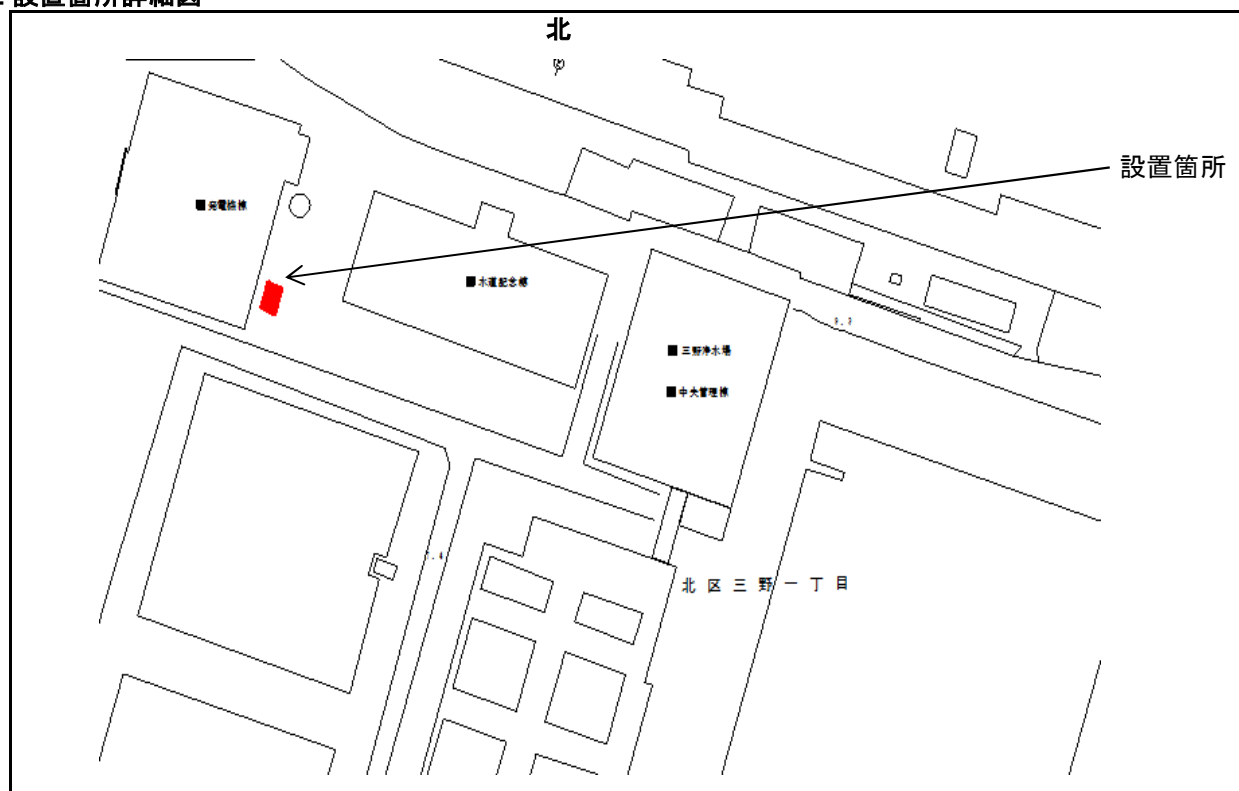 設置箇所詳細図
北
設置箇所
■発電機棟
■水道記念館
■三野浄水場
■中央管理棟
北区三野一丁目